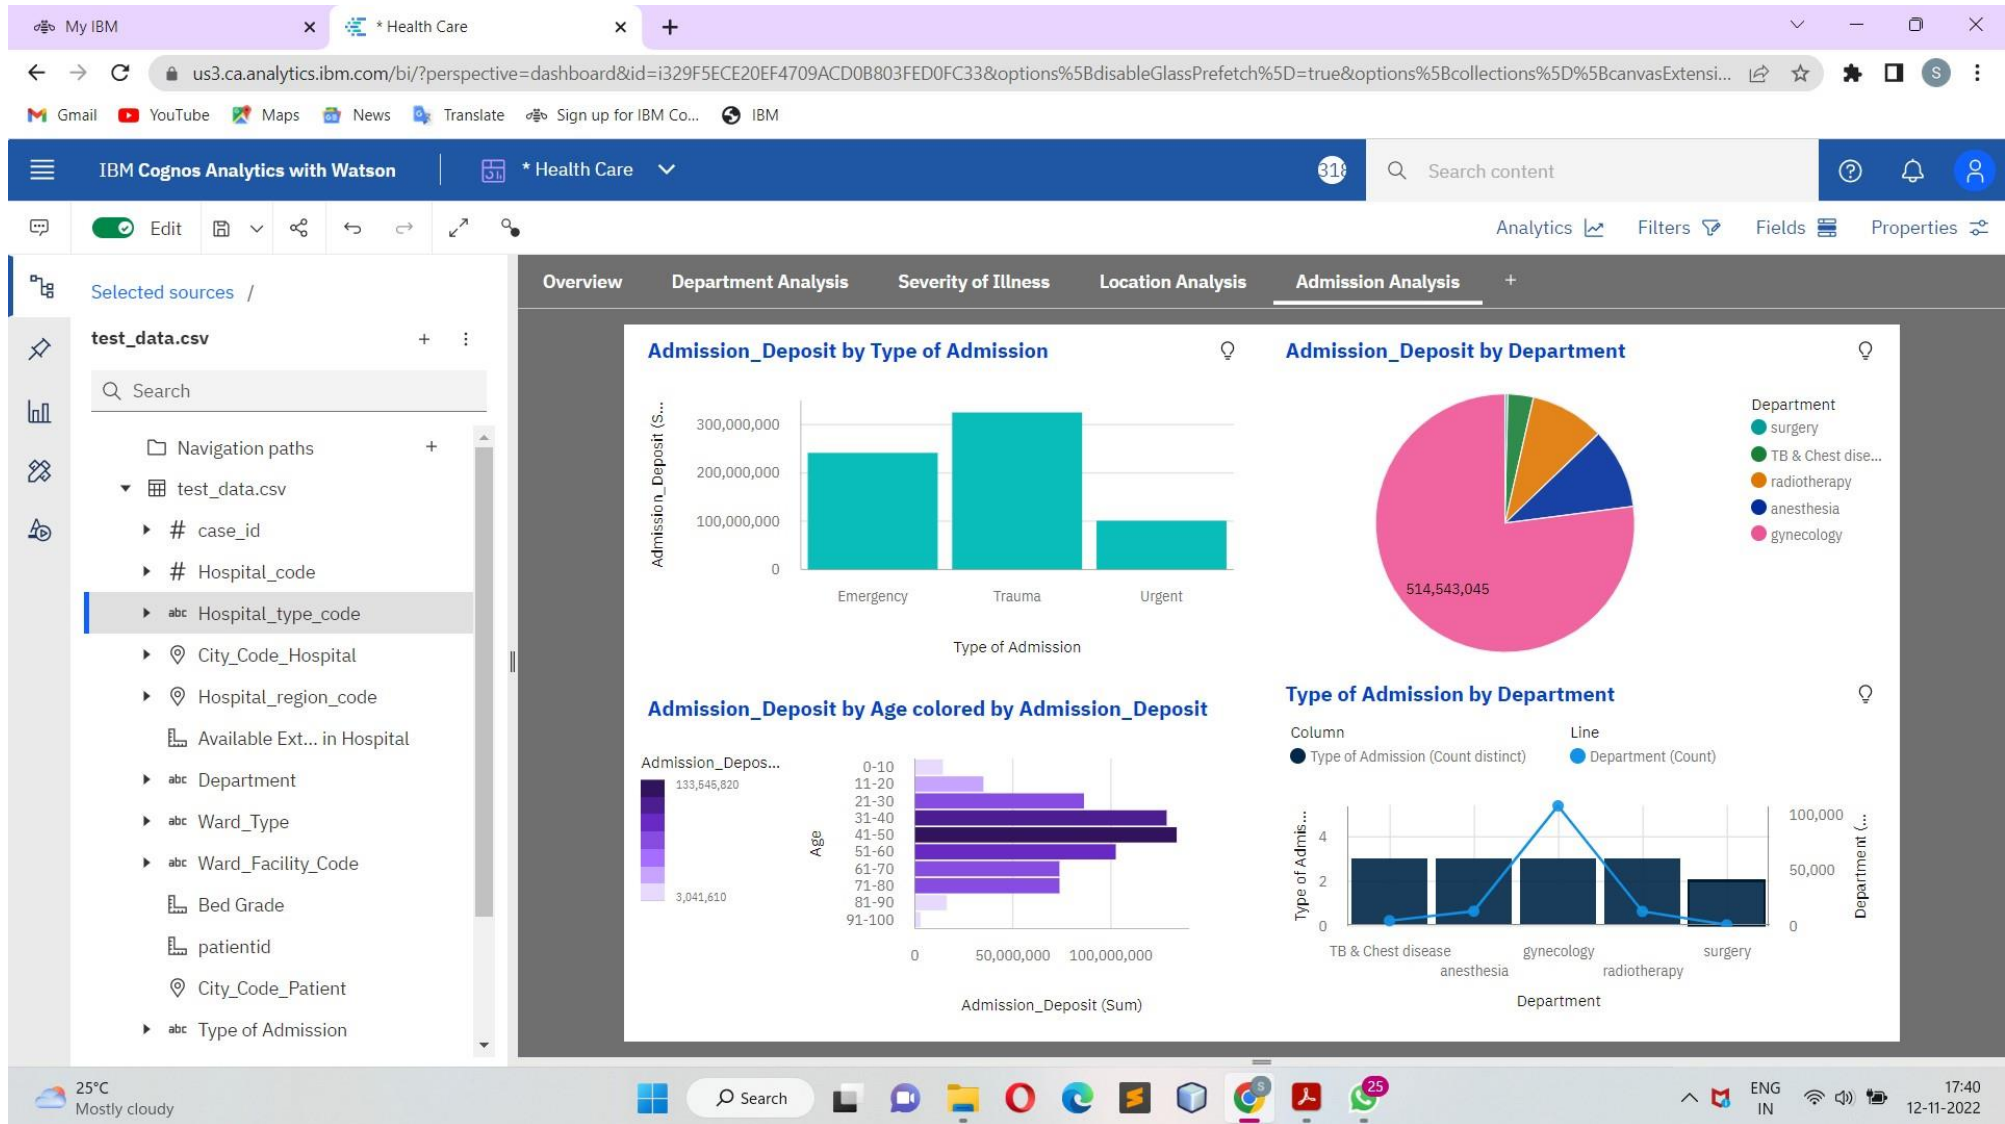 My IBM
* Health Care
us3.ca.analytics.ibm.com/bi/?perspective=dashboard&id=i329F5ECE20EF4709ACD0B803FED0FC33&options%5BdisableGlassPrefetch%5D=true&options%5Bcollections%5D%5BcanvasExtensi...
S
Gmail
YouTube
Maps
News
Translate
Sign up for IBM Co...
IBM
IBM Cognos Analytics with Watson
* Health Care
Search content
Edit
Analytics
Filters
Fields
Properties
Selected sources /
test_data.csv
Search
Navigation paths
test_data.csv
# case_id
# Hospital_code
abc Hospital_type_code
City_Code_Hospital
Hospital_region_code
Available Ext... in Hospital
abc Department
abc Ward_Type
abc Ward_Facility_Code
Bed Grade
patientid
City_Code_Patient
abc Type of Admission
Overview
Department Analysis
Severity of Illness
Location Analysis
Admission Analysis
Admission_Deposit by Type of Admission
Admission_Deposit (S...
300,000,000
200,000,000
100,000,000
0
Emergency
Trauma
Urgent
Type of Admission
Admission_Deposit by Department
514,543,045
Department
surgery
TB & Chest dise...
radiotherapy
anesthesia
gynecology
Admission_Deposit by Age colored by Admission_Deposit
Admission_Depos...
133,545,820
3,041,610
Age
0-10
11-20
21-30
31-40
41-50
51-60
61-70
71-80
81-90
91-100
0
50,000,000
100,000,000
Admission_Deposit (Sum)
Type of Admission by Department
Column
Type of Admission (Count distinct)
Line
Department (Count)
Type of Admis...
4
2
0
100,000
50,000
0
Department (...
TB & Chest disease
anesthesia
gynecology
radiotherapy
surgery
Department
25°C
Mostly cloudy
Search
S
25
ENG
IN
17:40
12-11-2022